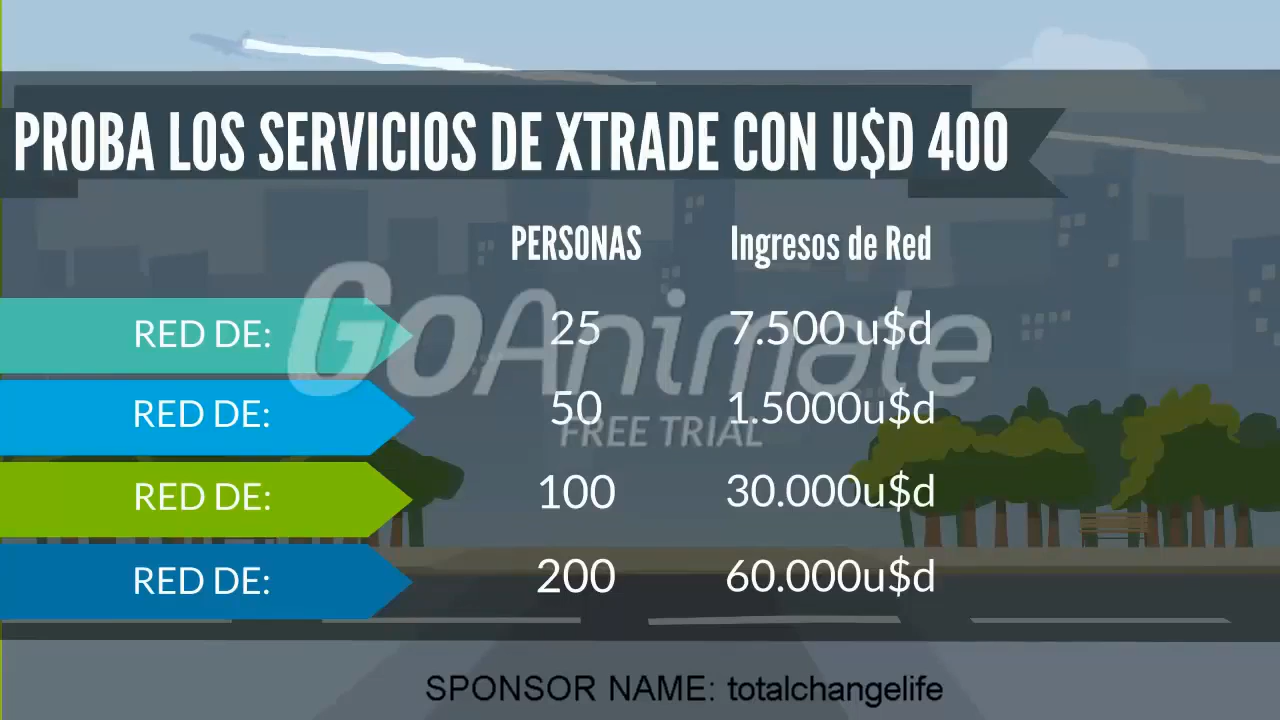 PROBA LOS SERVICIOS DE XTRADE CON U$D 400
PERSONAS Ingresos de Red
RED DE: 25 7.500 u$d
RED DE: 50 1.5000u$d
RED DE: 100 30.000u$d
RED DE: 200 60.000u$d
GoAnimate
FREE TRIAL
SPONSOR NAME: totalchangelife